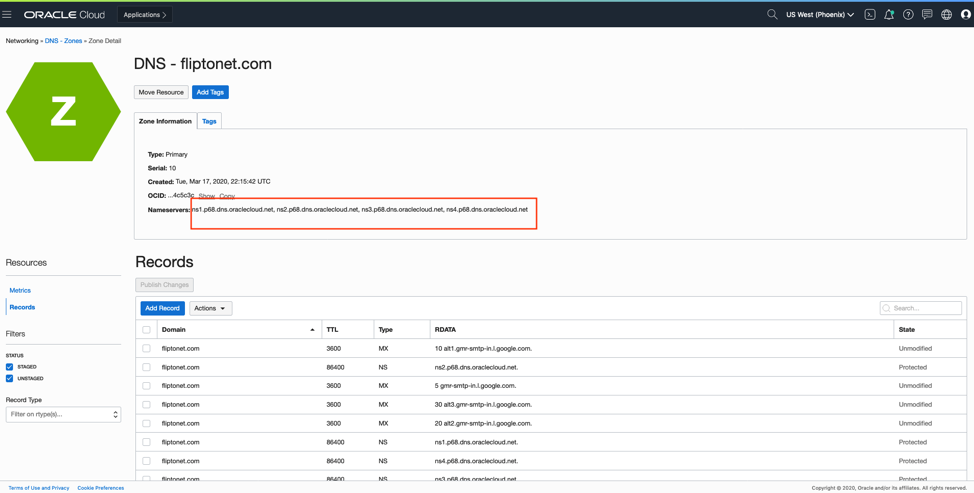 ORACLE Cloud Applications US West (Phoenix)
Networking » DNS - Zones » Zone Detail
Z
DNS - fliptonet.com
Move Resource Add Tags
Zone Information Tags
Type: Primary
Serial: 10
Created: Tue, Mar 17, 2020, 22:15:42 UTC
OCID: ...4c5c3c Show Copy
Nameservers: ns1.p68.dns.oraclecloud.net, ns2.p68.dns.oraclecloud.net, ns3.p68.dns.oraclecloud.net, ns4.p68.dns.oraclecloud.net
Resources
Metrics
Records
Filters
STATUS
STAGED
UNSTAGED
Record Type
Filter on rtype(s)...
Records
Publish Changes
Add Record Actions Search...
Domain TTL Type RDATA State
fliptonet.com 3600 MX 10 alt1.gmr-smtp-in.l.google.com. Unmodified
fliptonet.com 86400 NS ns2.p68.dns.oraclecloud.net. Protected
fliptonet.com 3600 MX 5 gmr-smtp-in.l.google.com. Unmodified
fliptonet.com 3600 MX 30 alt3.gmr-smtp-in.l.google.com. Unmodified
fliptonet.com 3600 MX 20 alt2.gmr-smtp-in.l.google.com. Unmodified
fliptonet.com 86400 NS ns1.p68.dns.oraclecloud.net. Protected
fliptonet.com 86400 NS ns4.p68.dns.oraclecloud.net. Protected
fliptonet.com 86400 NS ns3.p68.dns.oraclecloud.net. Protected
Terms of Use and Privacy Cookie Preferences Copyright © 2020, Oracle and/or its affiliates. All rights reserved.